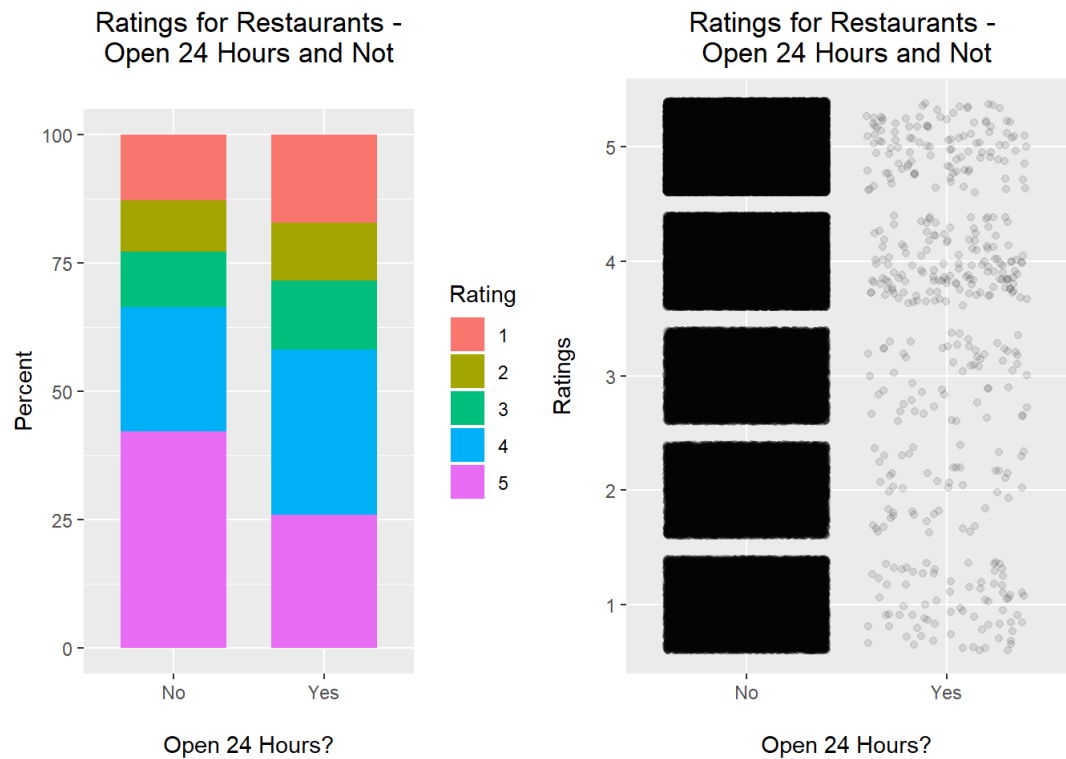 Ratings for Restaurants -
Open 24 Hours and Not
Percent
100
75
50
25
0
No
Yes
Open 24 Hours?
Rating
1
2
3
4
5
Ratings for Restaurants -
Open 24 Hours and Not
Ratings
5
4
3
2
1
No
Yes
Open 24 Hours?